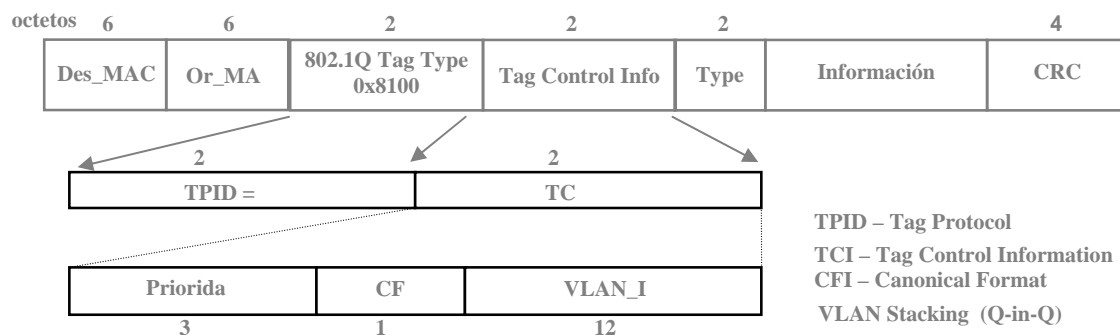 octetos 6 6 2 2 2 4
Des_MAC Or_MA 802.1Q Tag Type 0x8100 Tag Control Info Type Información CRC
2 2
TPID = TC
TPID – Tag Protocol
TCI – Tag Control Information
CFI – Canonical Format
VLAN Stacking (Q-in-Q)
Priorida CF VLAN_I
3 1 12